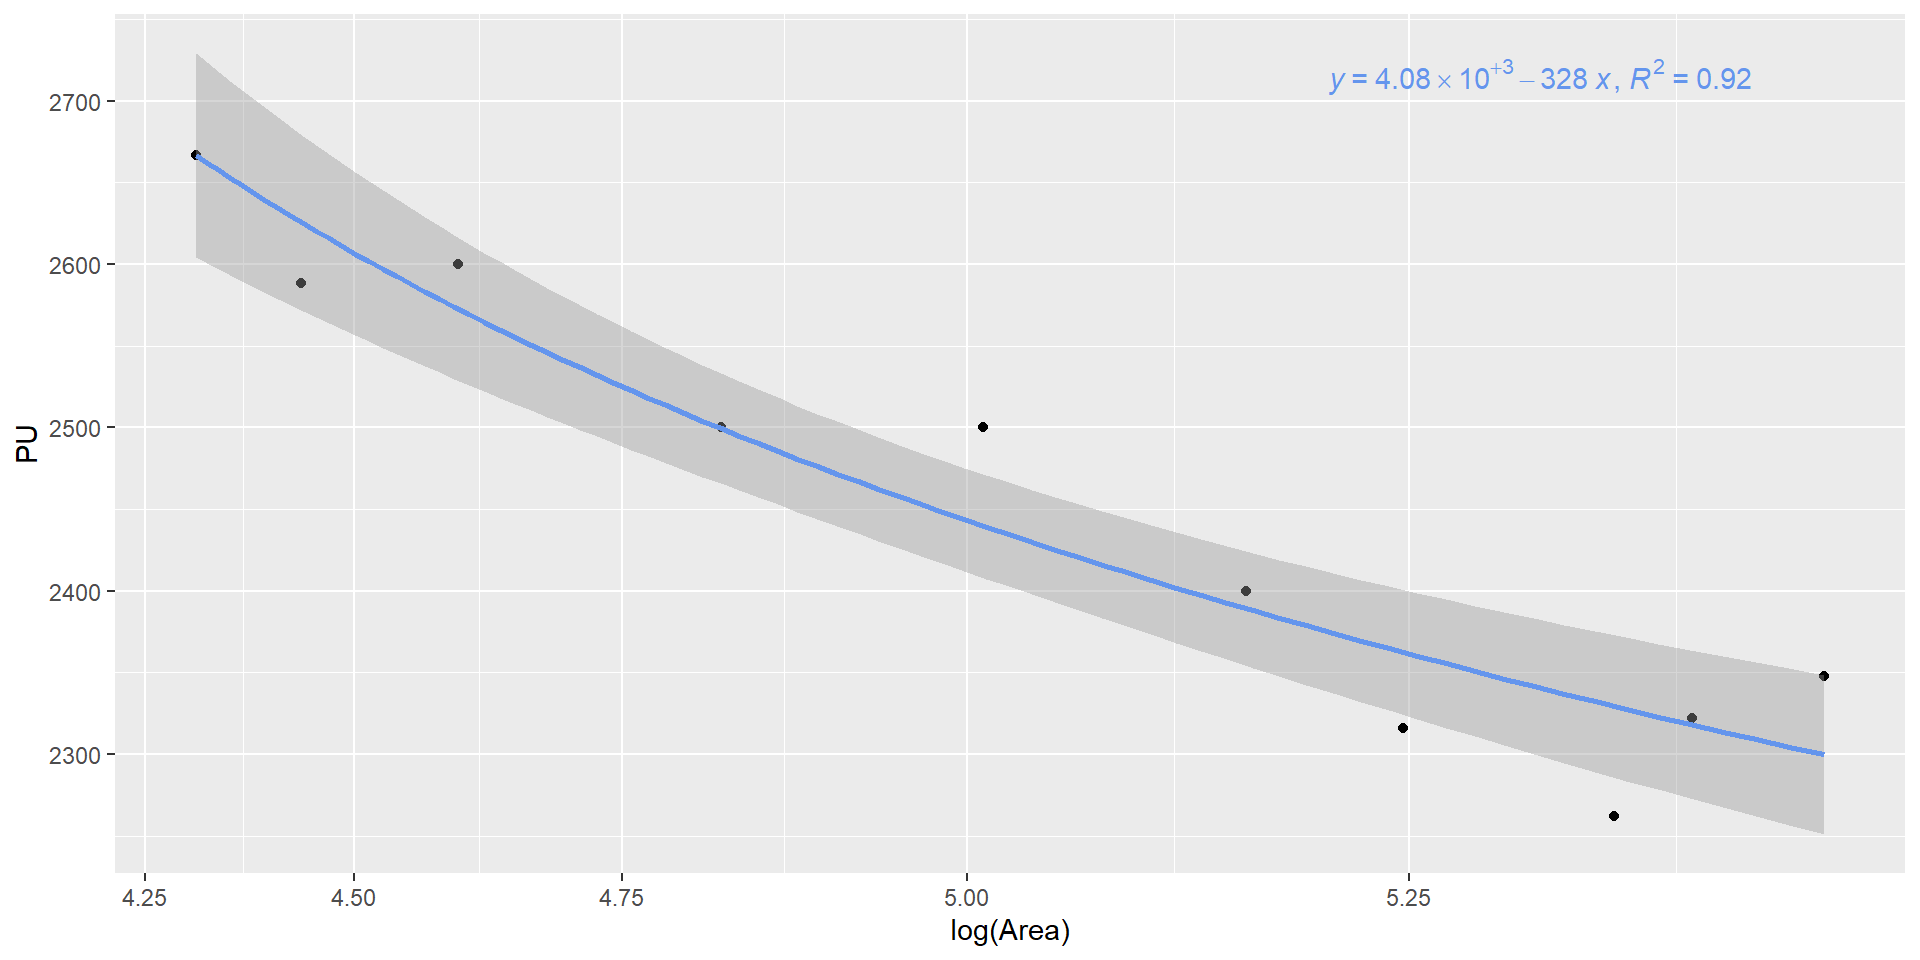 y = 4.08 × 10⁺³ − 328 x, R² = 0.92
2700
2600
2500
2400
2300
PU
4.25 4.50 4.75 5.00 5.25
log(Area)